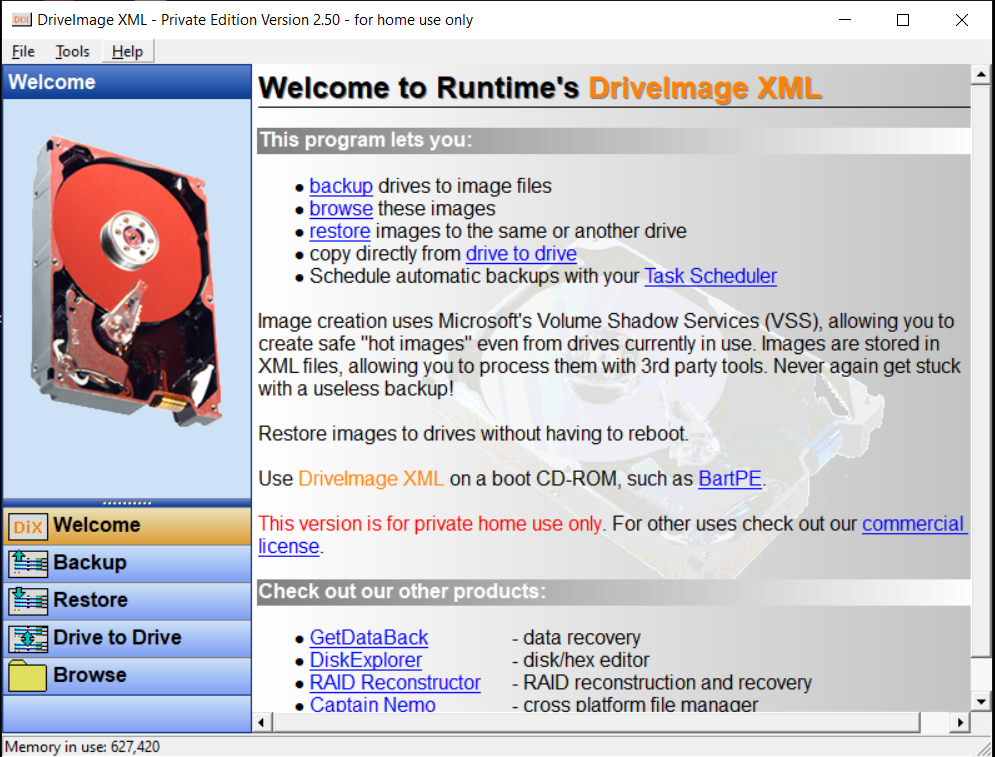 DriveImage XML - Private Edition Version 2.50 - for home use only
File Tools Help
Welcome
DiX Welcome
Backup
Restore
Drive to Drive
Browse
Welcome to Runtime's DriveImage XML
This program lets you:
● backup drives to image files
● browse these images
● restore images to the same or another drive
● copy directly from drive to drive
● Schedule automatic backups with your Task Scheduler
Image creation uses Microsoft's Volume Shadow Services (VSS), allowing you to
create safe "hot images" even from drives currently in use. Images are stored in
XML files, allowing you to process them with 3rd party tools. Never again get stuck
with a useless backup!
Restore images to drives without having to reboot.
Use DriveImage XML on a boot CD-ROM, such as BartPE.
This version is for private home use only. For other uses check out our commercial
license.
Check out our other products:
● GetDataBack - data recovery
● DiskExplorer - disk/hex editor
● RAID Reconstructor - RAID reconstruction and recovery
● Captain Nemo - cross platform file manager
Memory in use: 627,420